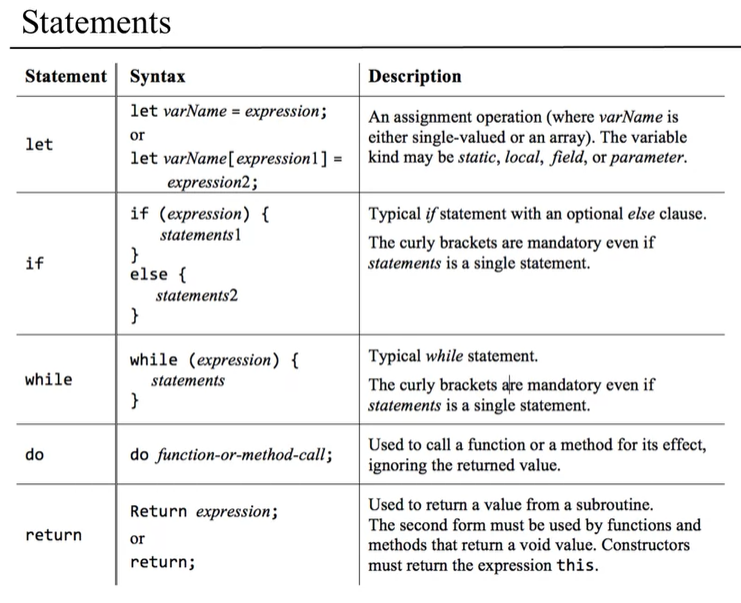 Statements
Statement Syntax Description
let
let varName = expression;
or
let varName[expression1] =
expression2;
An assignment operation (where varName is
either single-valued or an array). The variable
kind may be static, local, field, or parameter.
if
if (expression) {
statements1
}
else {
statements2
}
Typical if statement with an optional else clause.
The curly brackets are mandatory even if
statements is a single statement.
while
while (expression) {
statements
}
Typical while statement.
The curly brackets are mandatory even if
statements is a single statement.
do
do function-or-method-call;
Used to call a function or a method for its effect,
ignoring the returned value.
return
Return expression;
or
return;
Used to return a value from a subroutine.
The second form must be used by functions and
methods that return a void value. Constructors
must return the expression this.